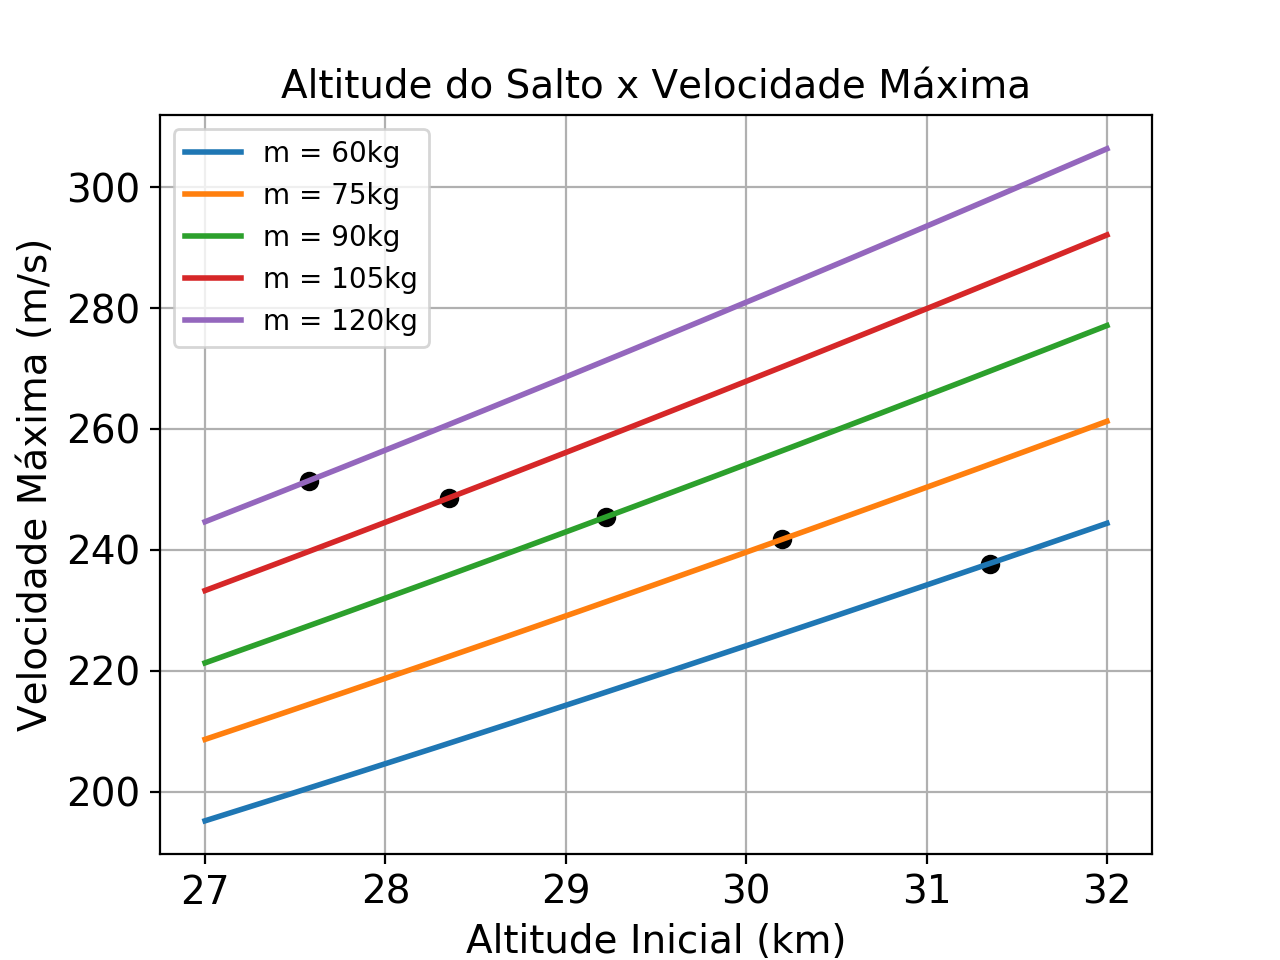 Altitude do Salto x Velocidade Máxima
m = 60kg
m = 75kg
m = 90kg
m = 105kg
m = 120kg
Velocidade Máxima (m/s)
300
280
260
240
220
200
27 28 29 30 31 32
Altitude Inicial (km)